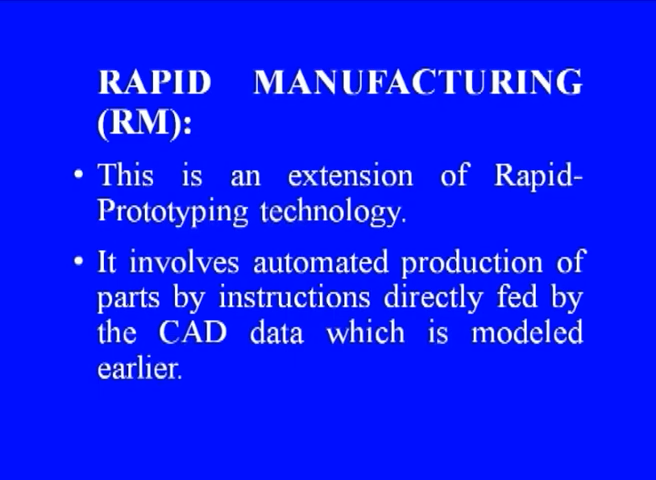 RAPID MANUFACTURING
(RM):
• This is an extension of Rapid-
Prototyping technology.
• It involves automated production of
parts by instructions directly fed by
the CAD data which is modeled
earlier.